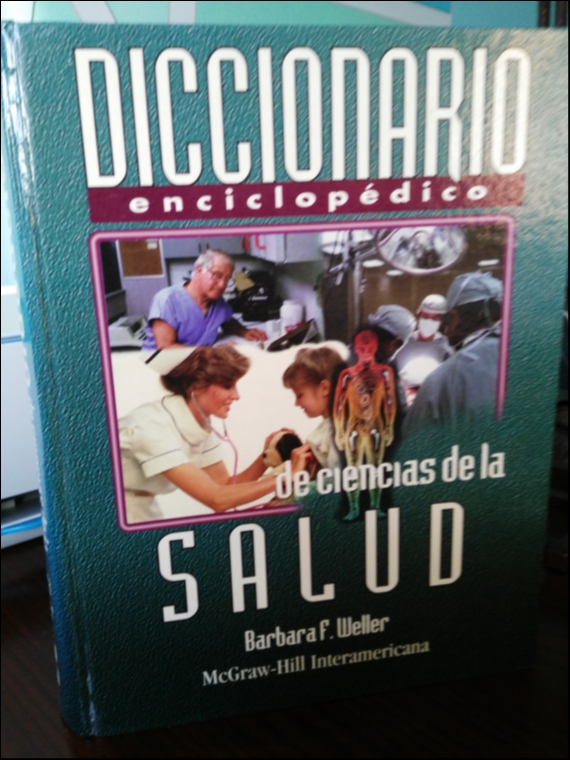 DICCIONARIO
enciclopédico
de ciencias de la
SALUD
Barbara F. Weller
McGraw-Hill Interamericana